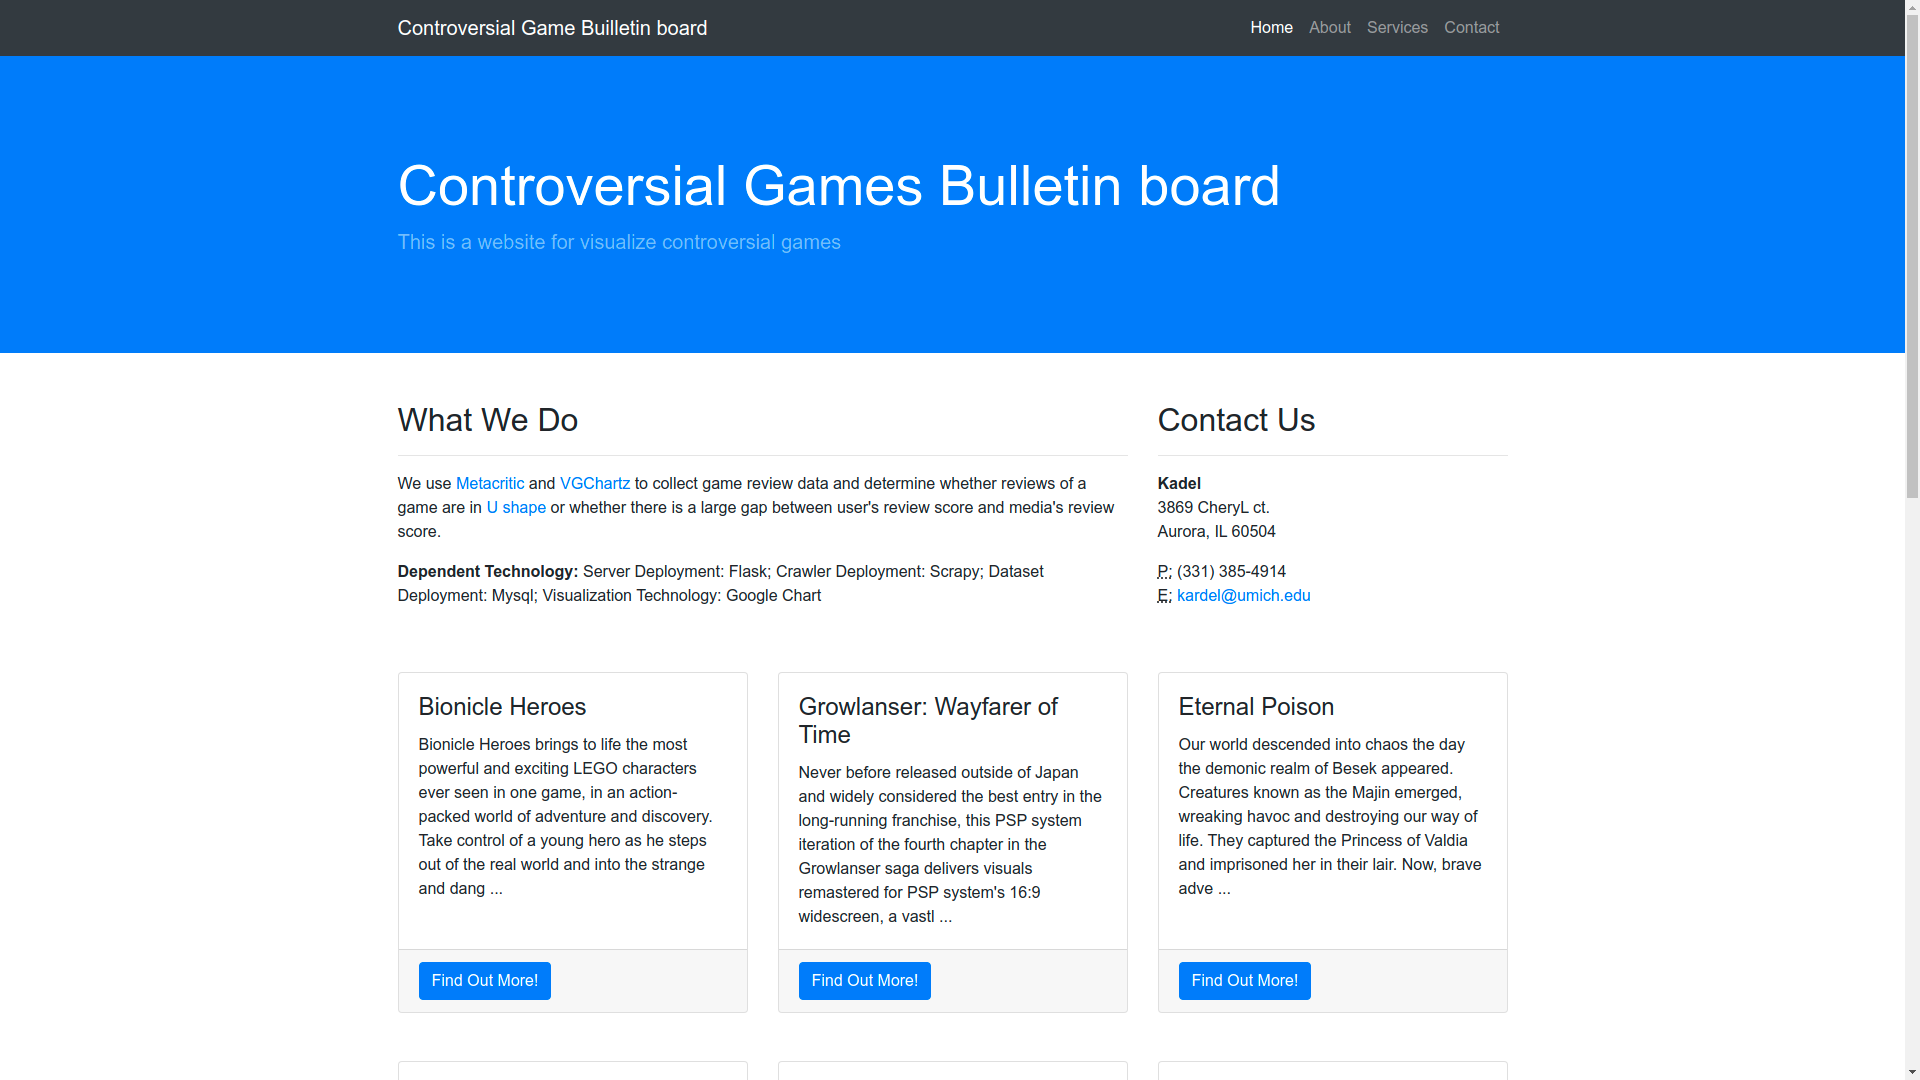 Controversial Game Builletin board
Home About Services Contact
Controversial Games Bulletin board
This is a website for visualize controversial games
What We Do
We use Metacritic and VGChartz to collect game review data and determine whether reviews of a
game are in U shape or whether there is a large gap between user's review score and media's review
score.
Dependent Technology: Server Deployment: Flask; Crawler Deployment: Scrapy; Dataset
Deployment: Mysql; Visualization Technology: Google Chart
Contact Us
Kadel
3869 CheryL ct.
Aurora, IL 60504
P: (331) 385-4914
E: kardel@umich.edu
Bionicle Heroes
Bionicle Heroes brings to life the most
powerful and exciting LEGO characters
ever seen in one game, in an action-
packed world of adventure and discovery.
Take control of a young hero as he steps
out of the real world and into the strange
and dang ...
Find Out More!
Growlanser: Wayfarer of
Time
Never before released outside of Japan
and widely considered the best entry in the
long-running franchise, this PSP system
iteration of the fourth chapter in the
Growlanser saga delivers visuals
remastered for PSP system's 16:9
widescreen, a vastl ...
Find Out More!
Eternal Poison
Our world descended into chaos the day
the demonic realm of Besek appeared.
Creatures known as the Majin emerged,
wreaking havoc and destroying our way of
life. They captured the Princess of Valdia
and imprisoned her in their lair. Now, brave
adve ...
Find Out More!